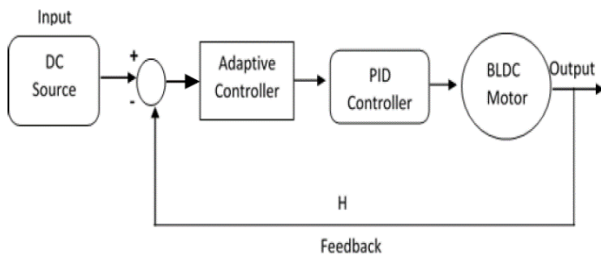 Input
DC
Source
+
-
Adaptive
Controller
PID
Controller
BLDC
Motor
Output
H
Feedback